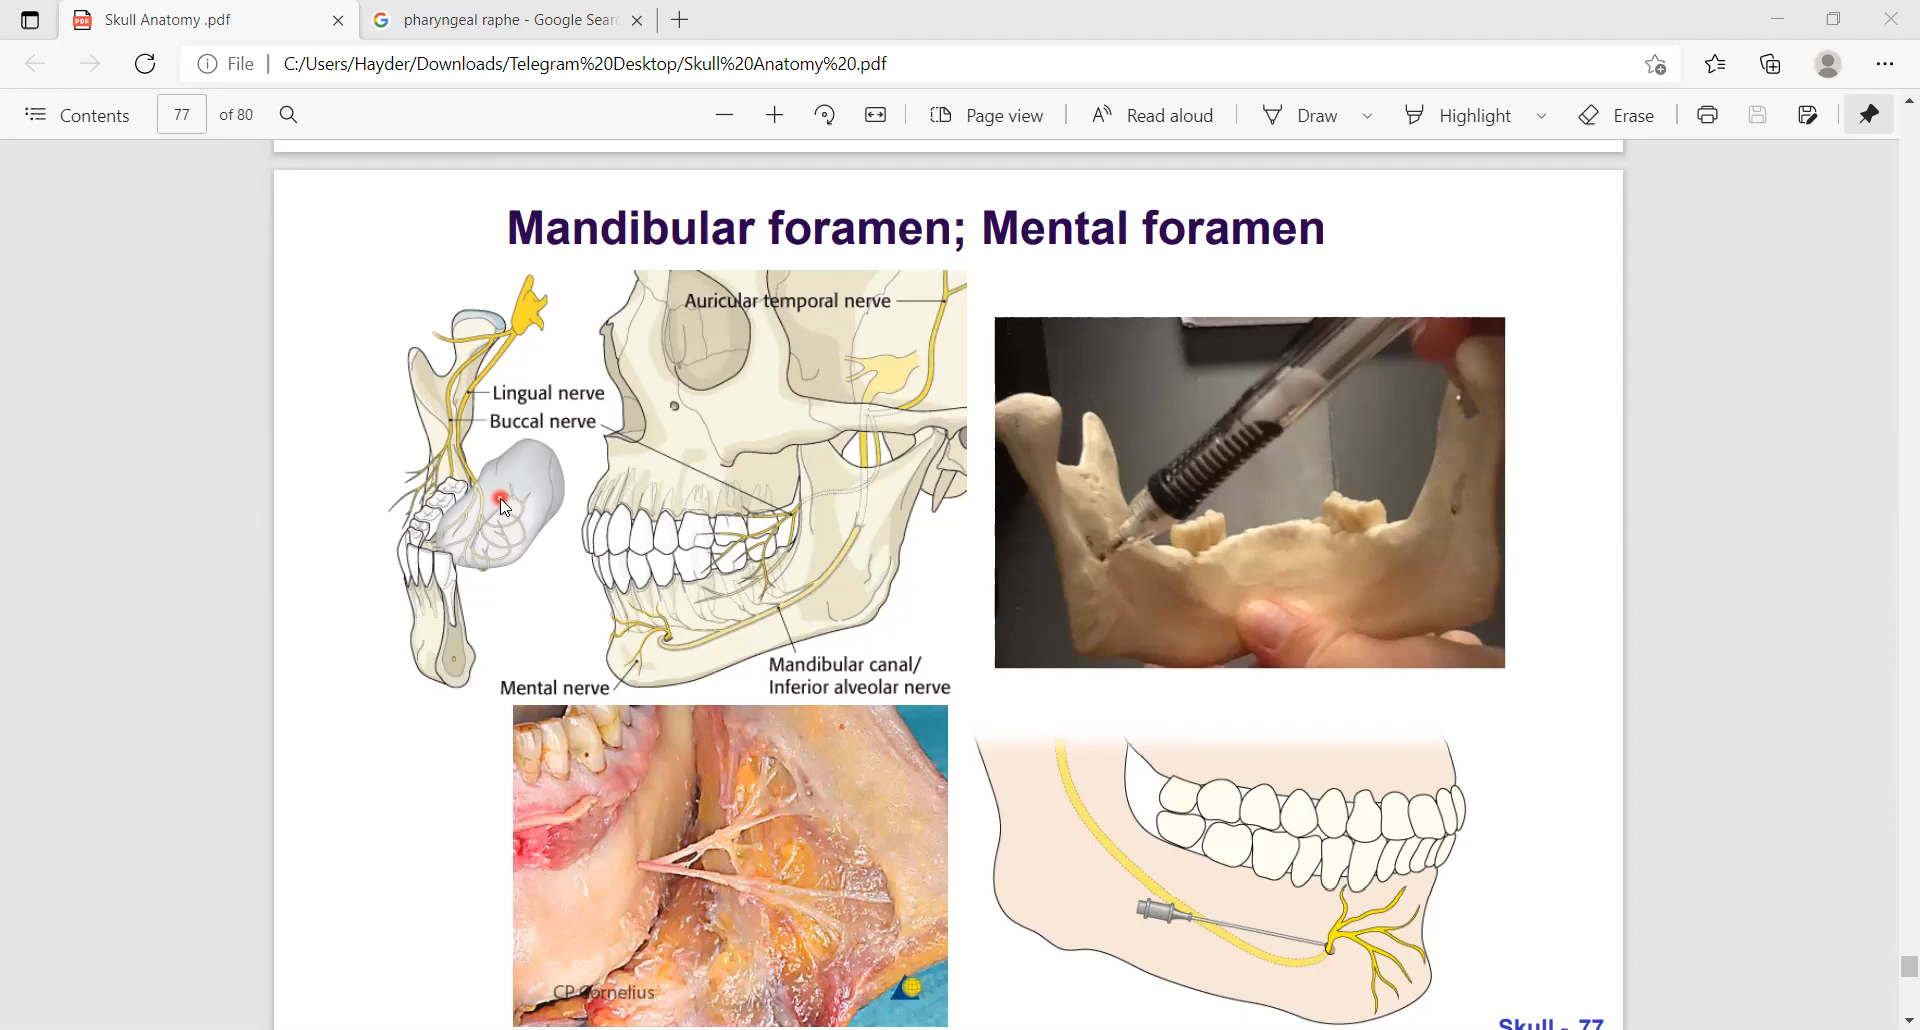 Skull Anatomy .pdf
pharyngeal raphe - Google Sear
File
C:/Users/Hayder/Downloads/Telegram%20Desktop/Skull%20Anatomy%20.pdf
Contents
77
of 80
Page view
Read aloud
Draw
Highlight
Erase
Mandibular foramen; Mental foramen
Auricular temporal nerve
Lingual nerve
Buccal nerve
Mandibular canal/
Inferior alveolar nerve
Mental nerve
CP Cornelius
Skull - 77